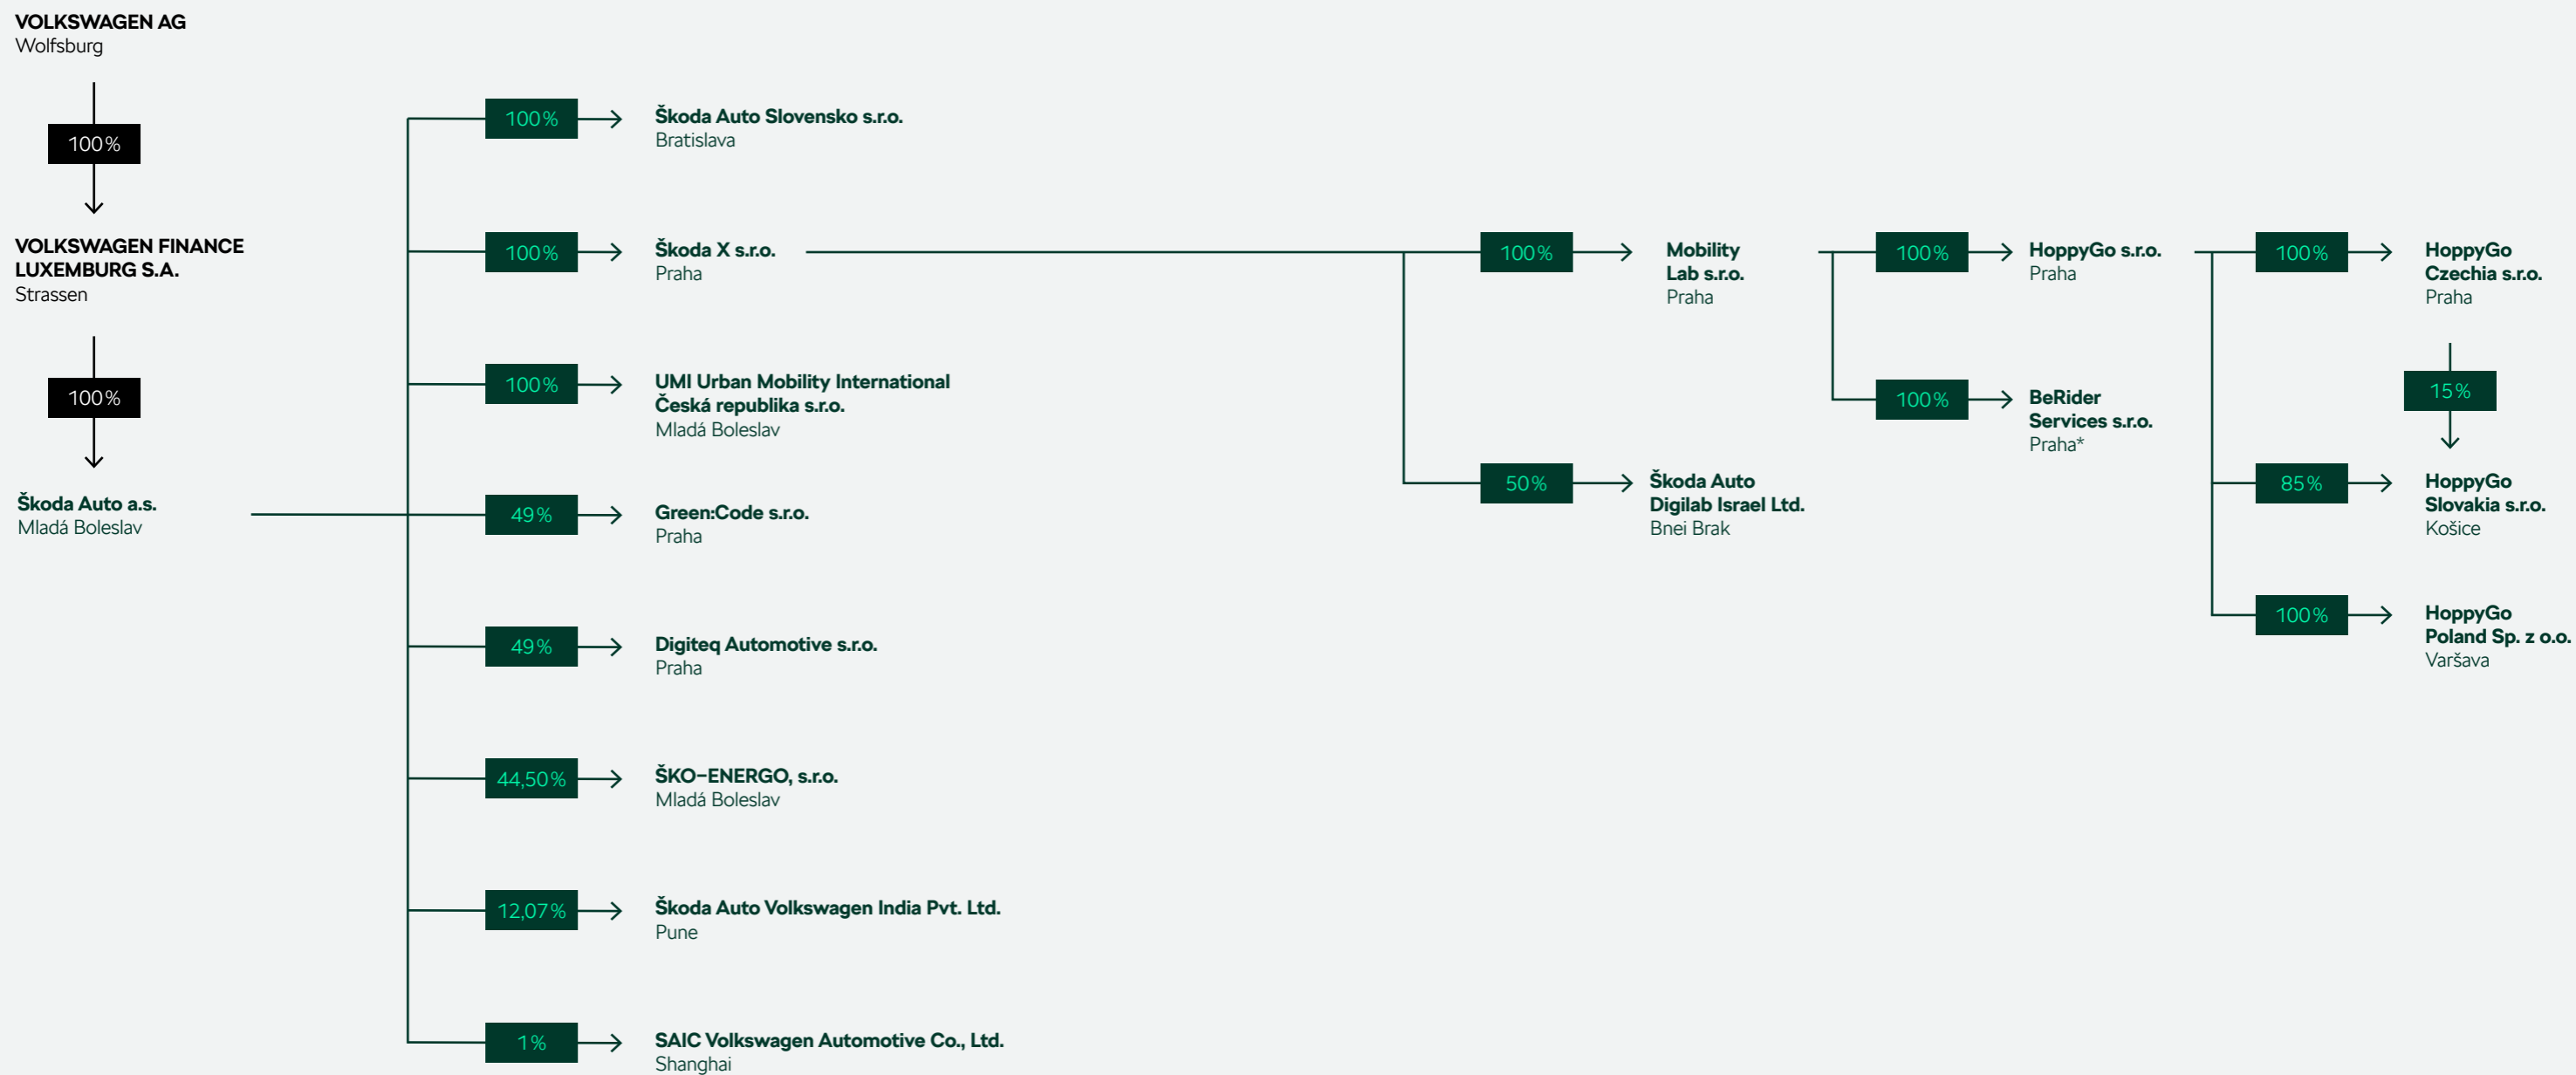 VOLKSWAGEN AG
Wolfsburg
100%
VOLKSWAGEN FINANCE
LUXEMBURG S.A.
Strassen
100%
Škoda Auto a.s.
Mladá Boleslav
100%
Škoda Auto Slovensko s.r.o.
Bratislava
100%
Škoda X s.r.o.
Praha
100%
UMI Urban Mobility International
Česká republika s.r.o.
Mladá Boleslav
49%
Green:Code s.r.o.
Praha
49%
Digiteq Automotive s.r.o.
Praha
44,50%
ŠKO–ENERGO, s.r.o.
Mladá Boleslav
12,07%
Škoda Auto Volkswagen India Pvt. Ltd.
Pune
1%
SAIC Volkswagen Automotive Co., Ltd.
Shanghai
100%
Mobility
Lab s.r.o.
Praha
50%
Škoda Auto
Digilab Israel Ltd.
Bnei Brak
100%
HoppyGo s.r.o.
Praha
100%
BeRider
Services s.r.o.
Praha*
100%
HoppyGo
Czechia s.r.o.
Praha
15%
85%
HoppyGo
Slovakia s.r.o.
Košice
100%
HoppyGo
Poland Sp. z o.o.
Varšava